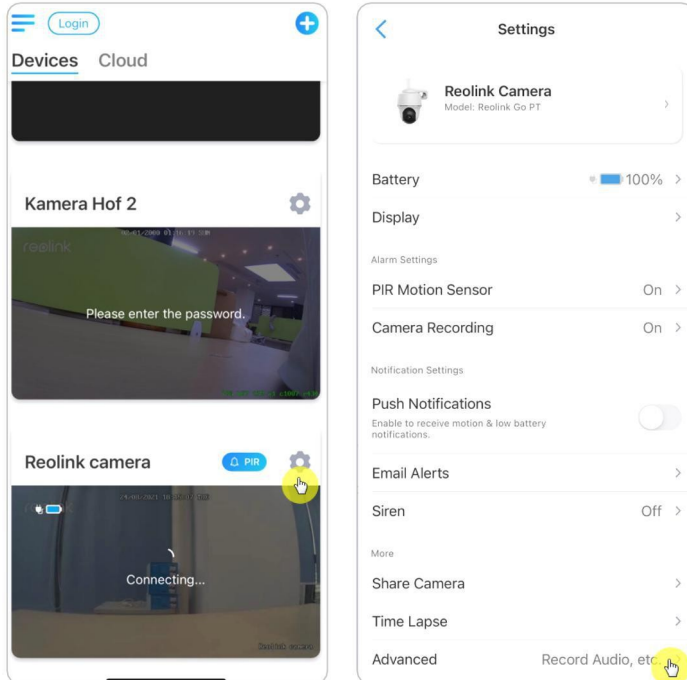 Login
Devices Cloud
Kamera Hof 2
reolink
Please enter the password.
Reolink camera
PIR
Connecting...
Reolink camera
Settings
Reolink Camera
Model: Reolink Go PT
Battery 100%
Display
Alarm Settings
PIR Motion Sensor On
Camera Recording On
Notification Settings
Push Notifications
Enable to receive motion & low battery
notifications.
Email Alerts
Siren Off
More
Share Camera
Time Lapse
Advanced Record Audio, etc.